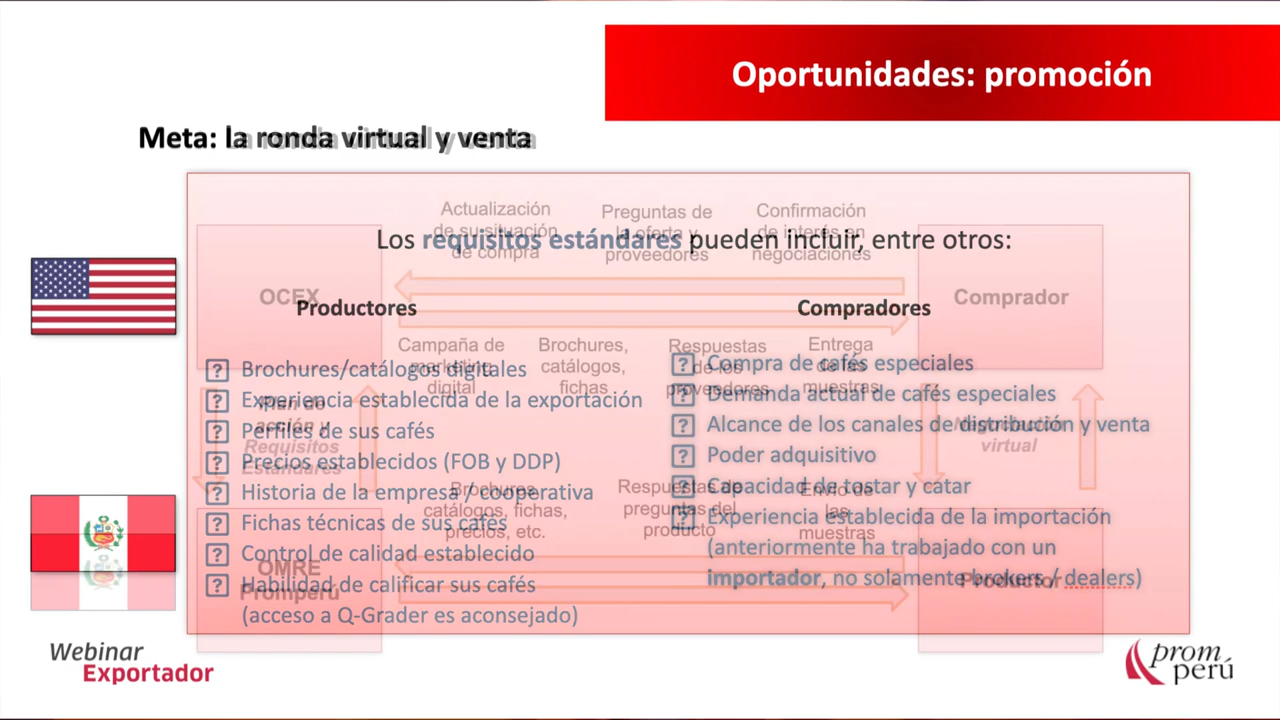 Oportunidades: promoción
Meta: la ronda virtual y venta
Los requisitos estándares pueden incluir, entre otros:
Productores
Brochures/catálogos digitales
Experiencia establecida de la exportación
Perfiles de sus cafés
Precios establecidos (FOB y DDP)
Historia de la empresa / cooperativa
Fichas técnicas de sus cafés
Control de calidad establecido
Habilidad de calificar sus cafés
(acceso a Q-Grader es aconsejado)
Compradores
Compra de cafés especiales
Demanda actual de cafés especiales
Alcance de los canales de distribución y venta
Poder adquisitivo
Capacidad de tostar y catar
Experiencia establecida de la importación
(anteriormente ha trabajado con un
importador, no solamente brokers / dealers)
Actualización
de su situación
de compra
Preguntas de
la oferta y
proveedores
Confirmación
de interés en
negociaciones
OCEX
Comprador
Campaña de
marketing
digital
Brochures,
catálogos,
fichas
Respuestas
de los
proveedores
Entrega
de las
muestras
Plan de
acción y
Requisitos
Estándares
virtual
Brochures,
catálogos, fichas,
precios, etc.
Respuestas de
preguntas del
producto
Envío de
las
muestras
OMRE
Promperú
Productor
Webinar
Exportador
prom
perú